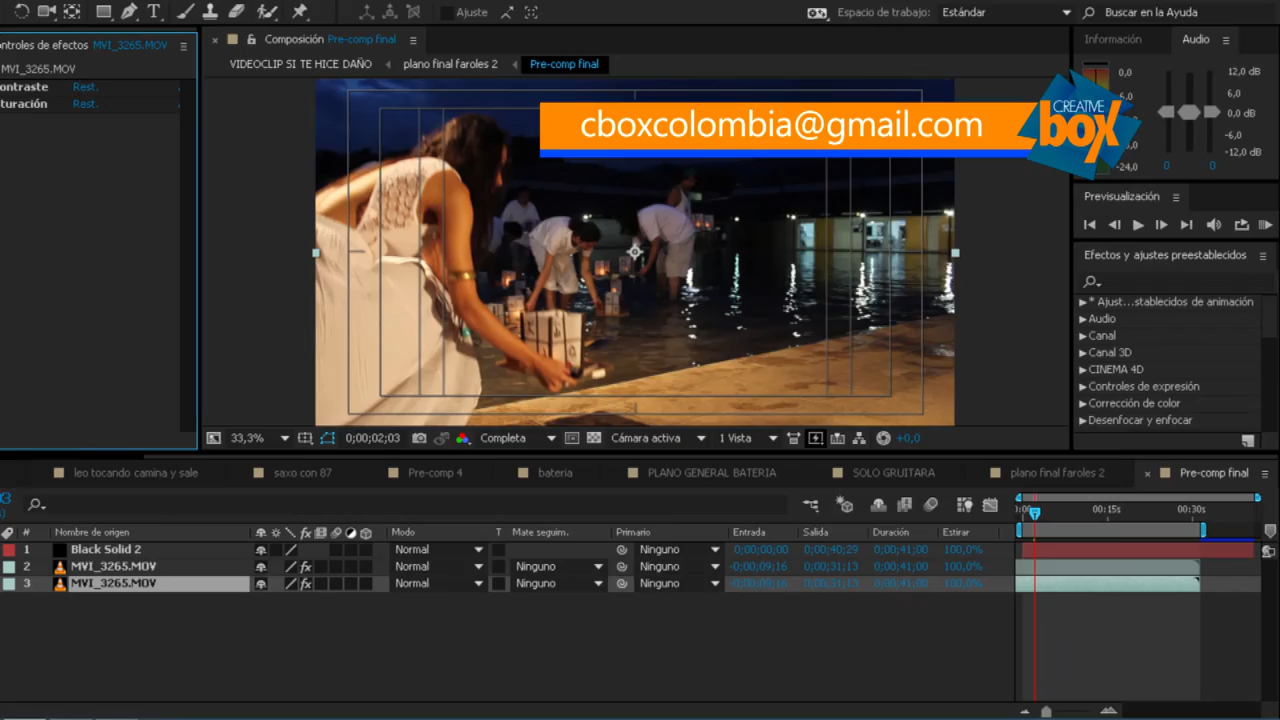 Ajuste
Espacio de trabajo: Estándar
Buscar en la Ayuda
ntroles de efectos MVI_3265.MOV
MVI_3265.MOV
ontraste Rest.
turación Rest.
Composición Pre-comp final
VIDEOCLIP SI TE HICE DAÑO
plano final faroles 2
Pre-comp final
cboxcolombia@gmail.com
CREATIVE
box
Información
Audio
0,0
-24,0
12,0 dB
6,0
0,0 dB
-6,0
-12,0 dB
0 0
Previsualización
Efectos y ajustes preestablecidos
* Ajust...stablecidos de animación
Audio
Canal
Canal 3D
CINEMA 4D
Controles de expresión
Corrección de color
Desenfocar y enfocar
33,3%
0;00;02;03
Completa
Cámara activa
1 Vista
+0,0
leo tocando camina y sale
saxo con 87
Pre-comp 4
bateria
PLANO GENERAL BATERIA
SOLO GRUITARA
plano final faroles 2
Pre-comp final
# Nombre de origen Modo T Mate seguim. Primario Entrada Salida Duración Estirar
00:15s 00:30s
1 Black Solid 2 Normal Ninguno 0;00;00;00 0;00;40;29 0;00;41;00 100,0%
2 MVI_3265.MOV Normal Ninguno Ninguno -0;00;09;16 0;00;31;13 0;00;41;00 100,0%
3 MVI_3265.MOV Normal Ninguno Ninguno -0;00;09;16 0;00;31;13 0;00;41;00 100,0%